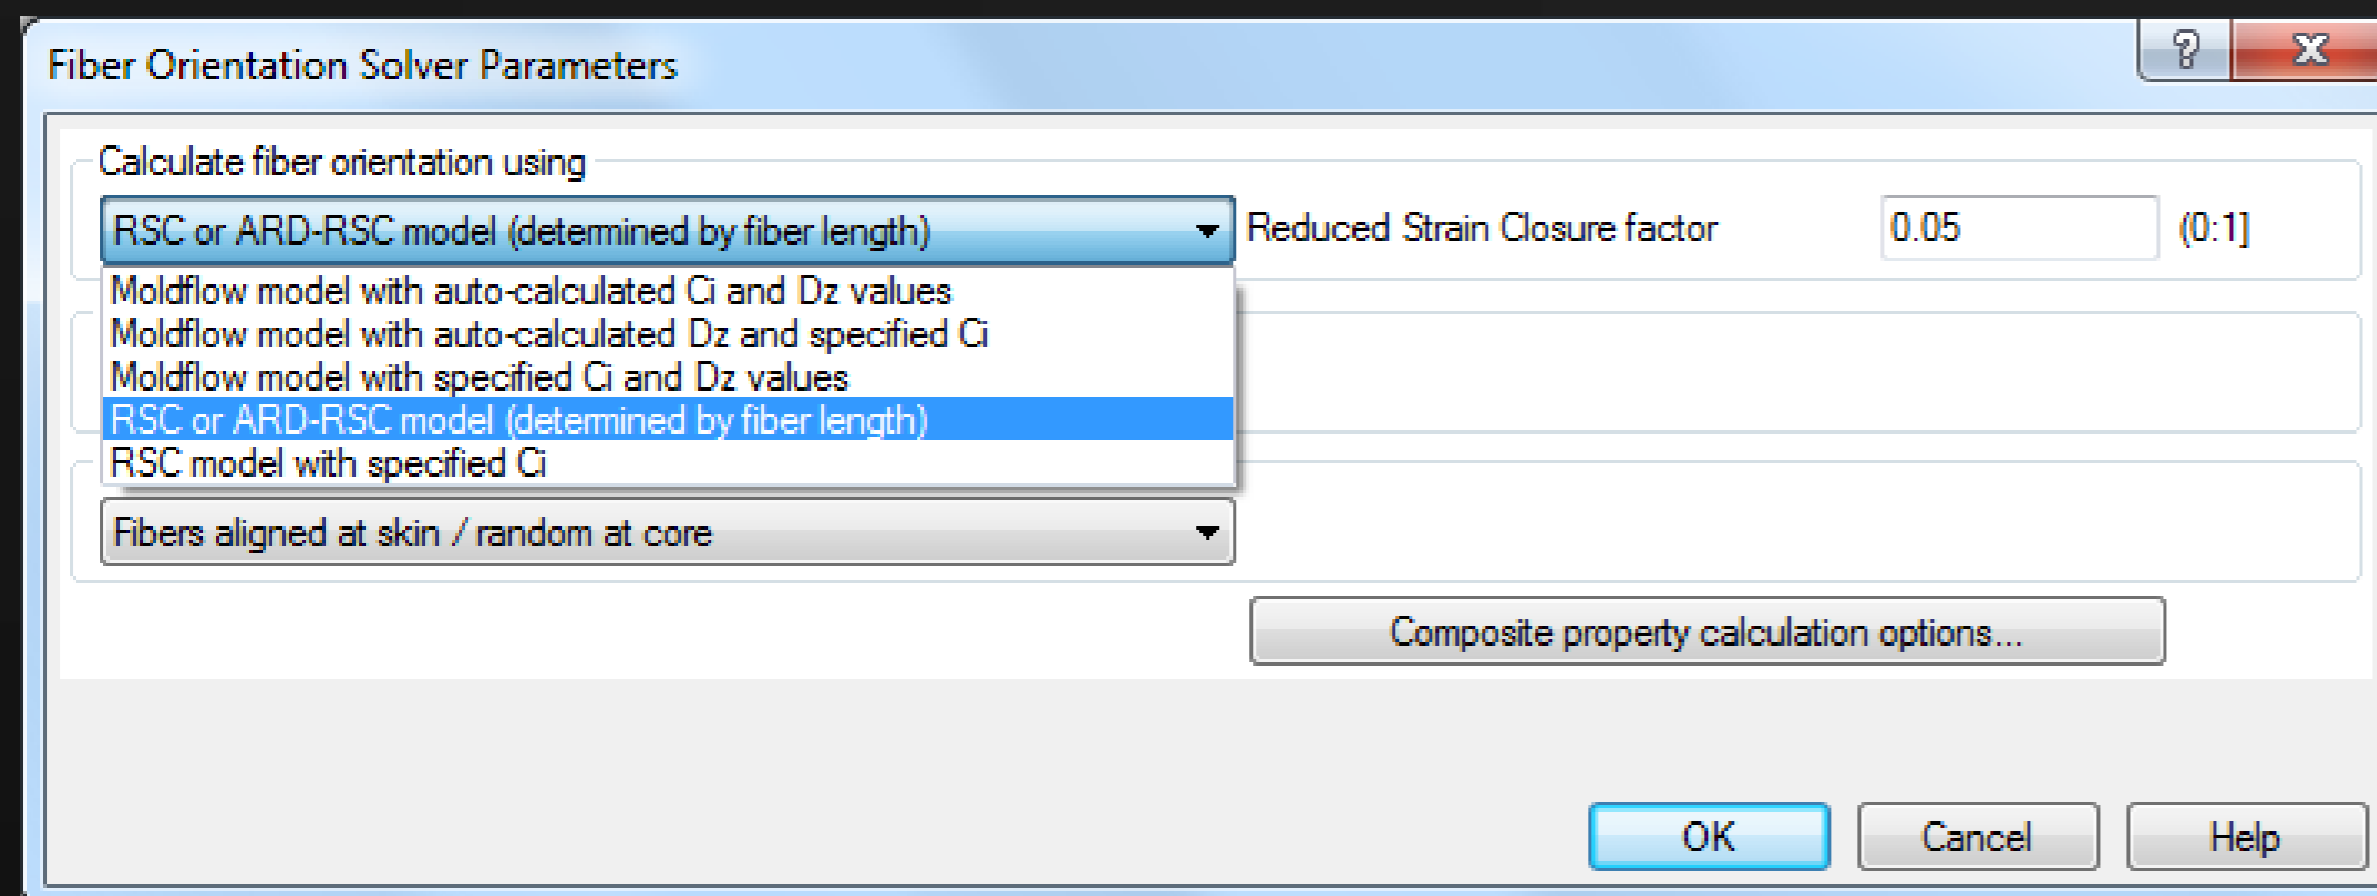 Fiber Orientation Solver Parameters
Calculate fiber orientation using
RSC or ARD-RSC model (determined by fiber length)
Reduced Strain Closure factor 0.05 (0:1]
Moldflow model with auto-calculated Ci and Dz values
Moldflow model with auto-calculated Dz and specified Ci
Moldflow model with specified Ci and Dz values
RSC or ARD-RSC model (determined by fiber length)
RSC model with specified Ci
Fibers aligned at skin / random at core
Composite property calculation options...
OK Cancel Help